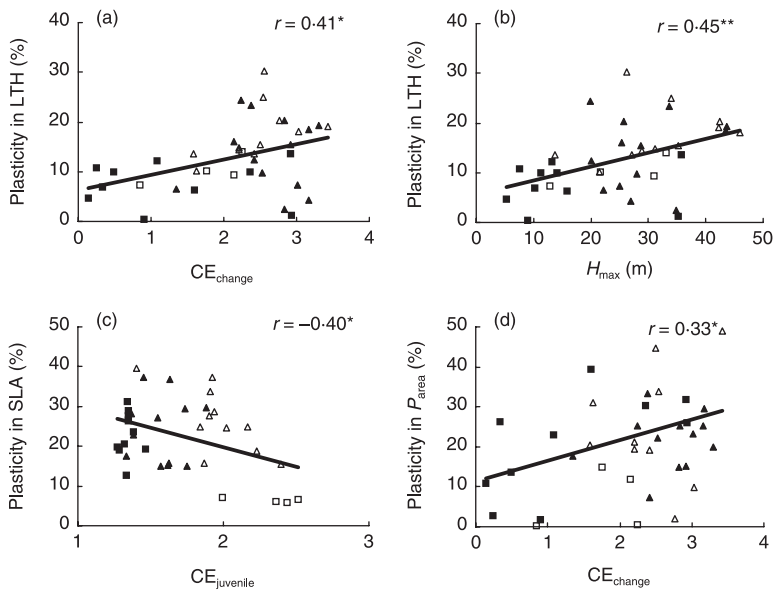 (a)
r = 0·41*
Plasticity in LTH (%)
40
30
20
10
0
0 1 2 3 4
CEchange
(b)
r = 0·45**
Plasticity in LTH (%)
40
30
20
10
0
0 10 20 30 40 50 60
Hmax (m)
(c)
r = –0·40*
Plasticity in SLA (%)
50
40
30
20
10
0
1 2 3
CEjuvenile
(d)
r = 0·33*
Plasticity in Parea (%)
50
40
30
20
10
0
0 1 2 3 4
CEchange